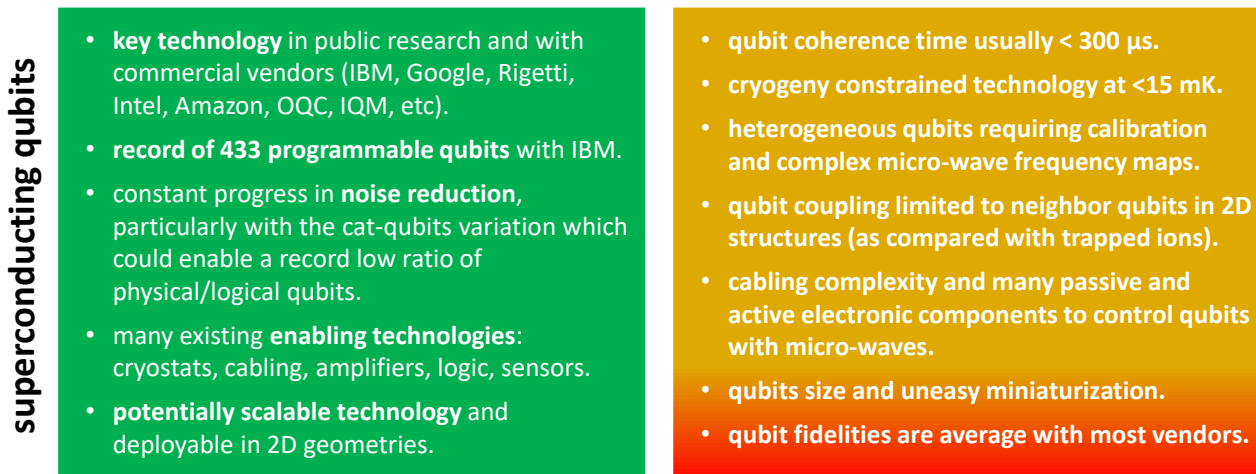 superconducting qubits
• key technology in public research and with
commercial vendors (IBM, Google, Rigetti,
Intel, Amazon, OQC, IQM, etc).
• record of 433 programmable qubits with IBM.
• constant progress in noise reduction,
particularly with the cat-qubits variation which
could enable a record low ratio of
physical/logical qubits.
• many existing enabling technologies:
cryostats, cabling, amplifiers, logic, sensors.
• potentially scalable technology and
deployable in 2D geometries.
• qubit coherence time usually < 300 μs.
• cryogeny constrained technology at <15 mK.
• heterogeneous qubits requiring calibration
and complex micro-wave frequency maps.
• qubit coupling limited to neighbor qubits in 2D
structures (as compared with trapped ions).
• cabling complexity and many passive and
active electronic components to control qubits
with micro-waves.
• qubits size and uneasy miniaturization.
• qubit fidelities are average with most vendors.